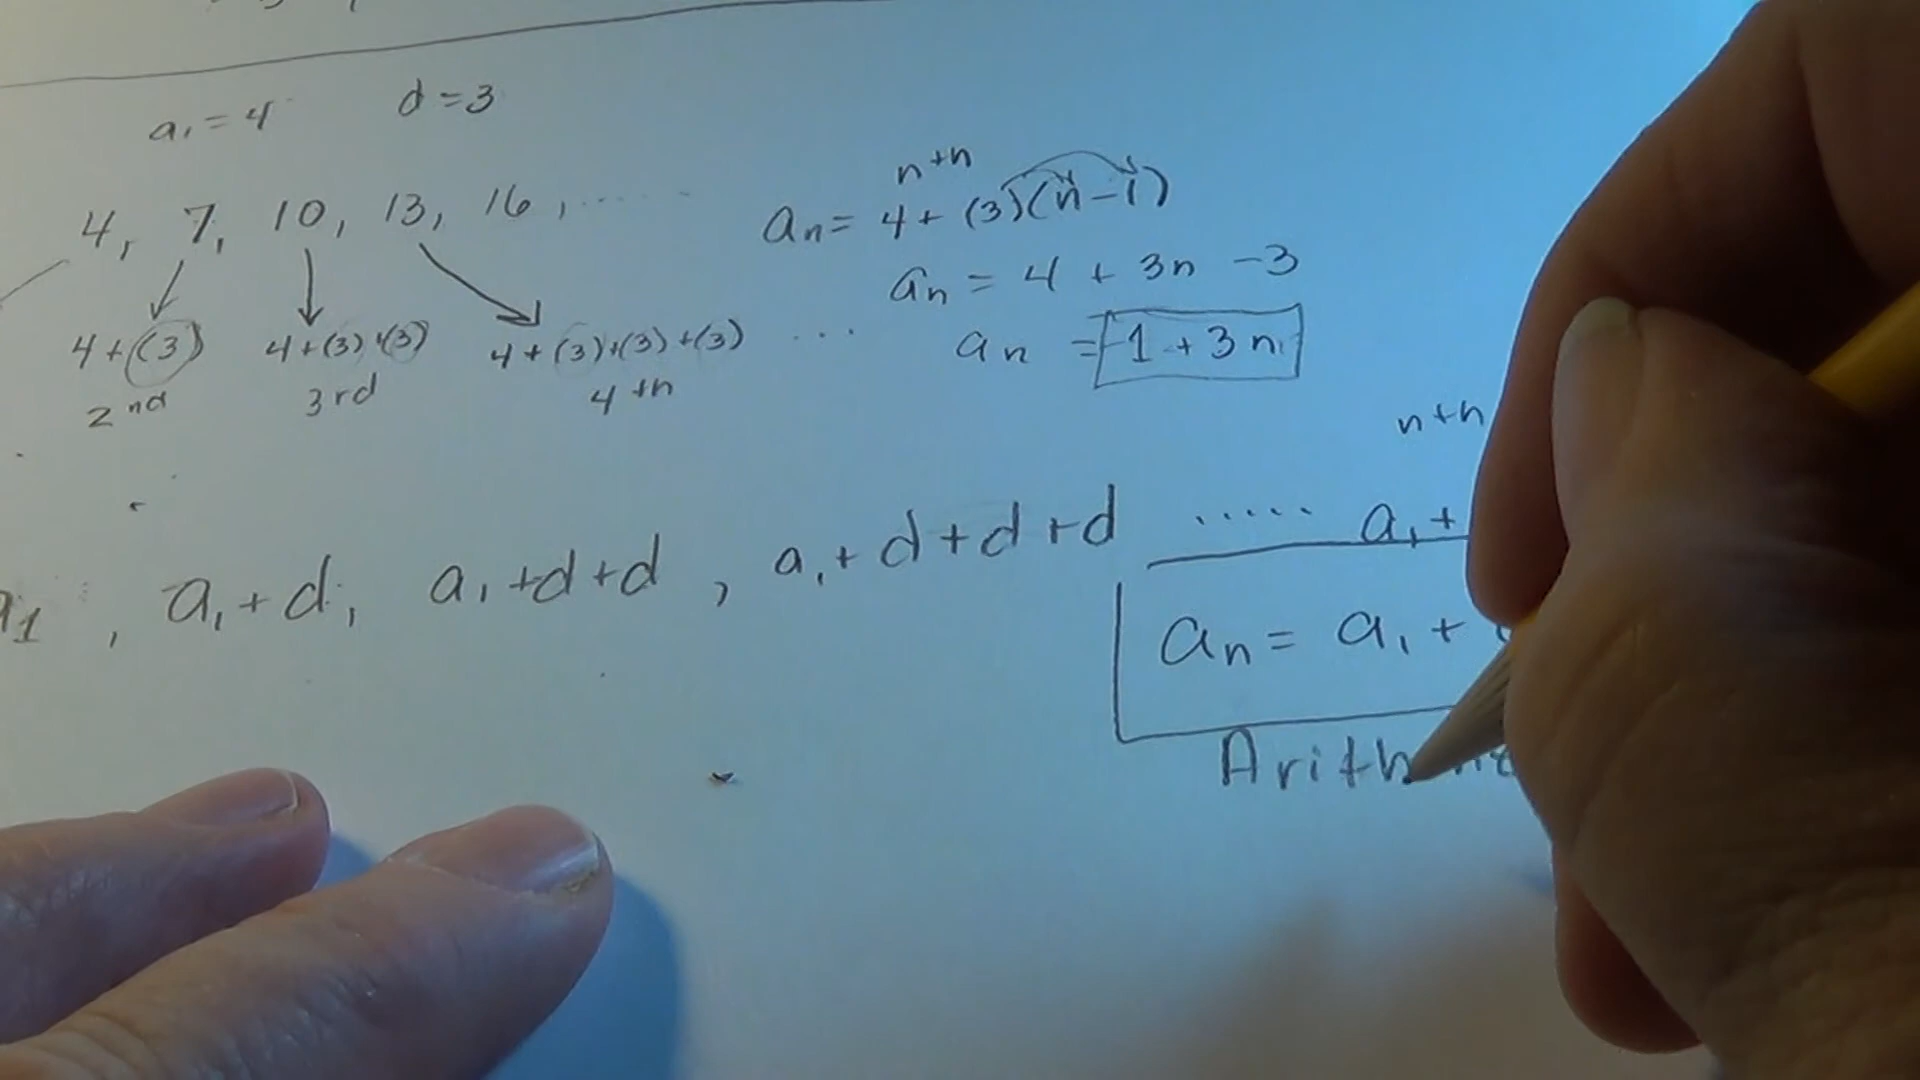 a₁ = 4 d = 3
4, 7, 10, 13, 16, ......
nth
aₙ = 4 + (3)(n-1)
aₙ = 4 + 3n -3
aₙ = 1 + 3n
4+(3) 4+(3)+(3) 4+(3)+(3)+(3) ...
2nd 3rd 4th
nth
a₁, a₁+d, a₁+d+d, a₁+d+d+d ..... a₁+
aₙ = a₁ +
Arith